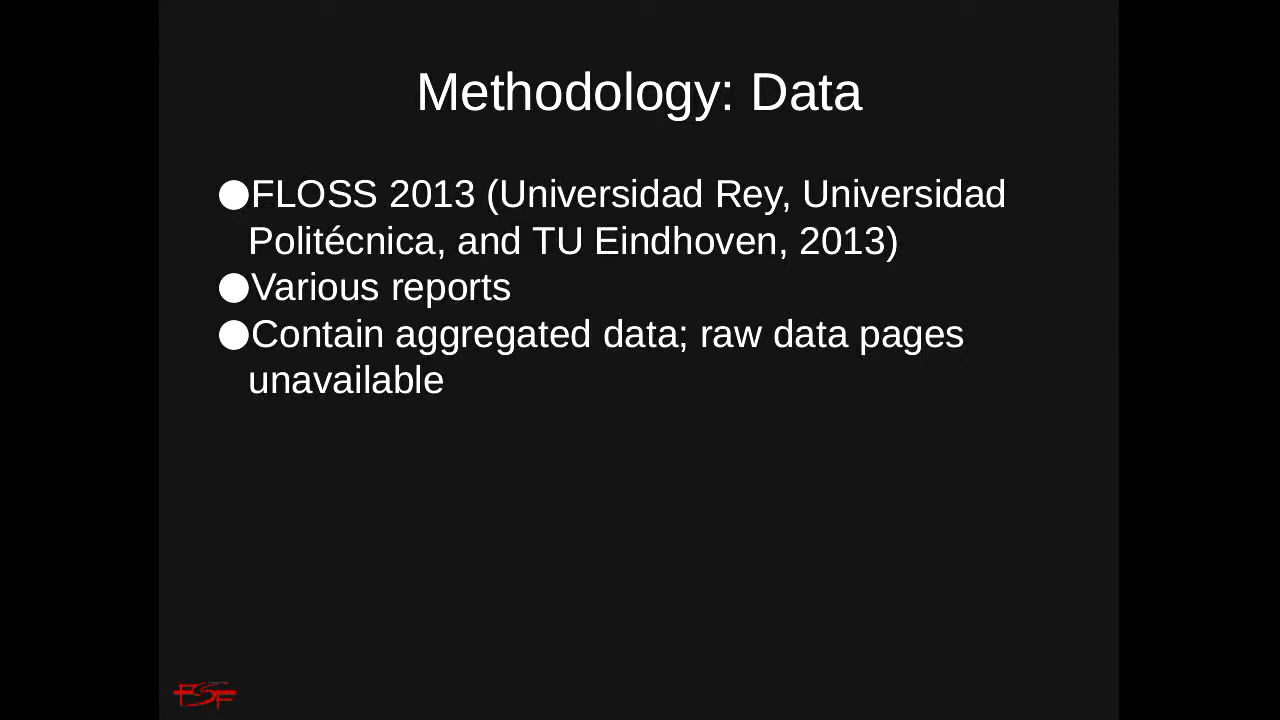 Methodology: Data
●FLOSS 2013 (Universidad Rey, Universidad
Politécnica, and TU Eindhoven, 2013)
●Various reports
●Contain aggregated data; raw data pages
unavailable
FSF